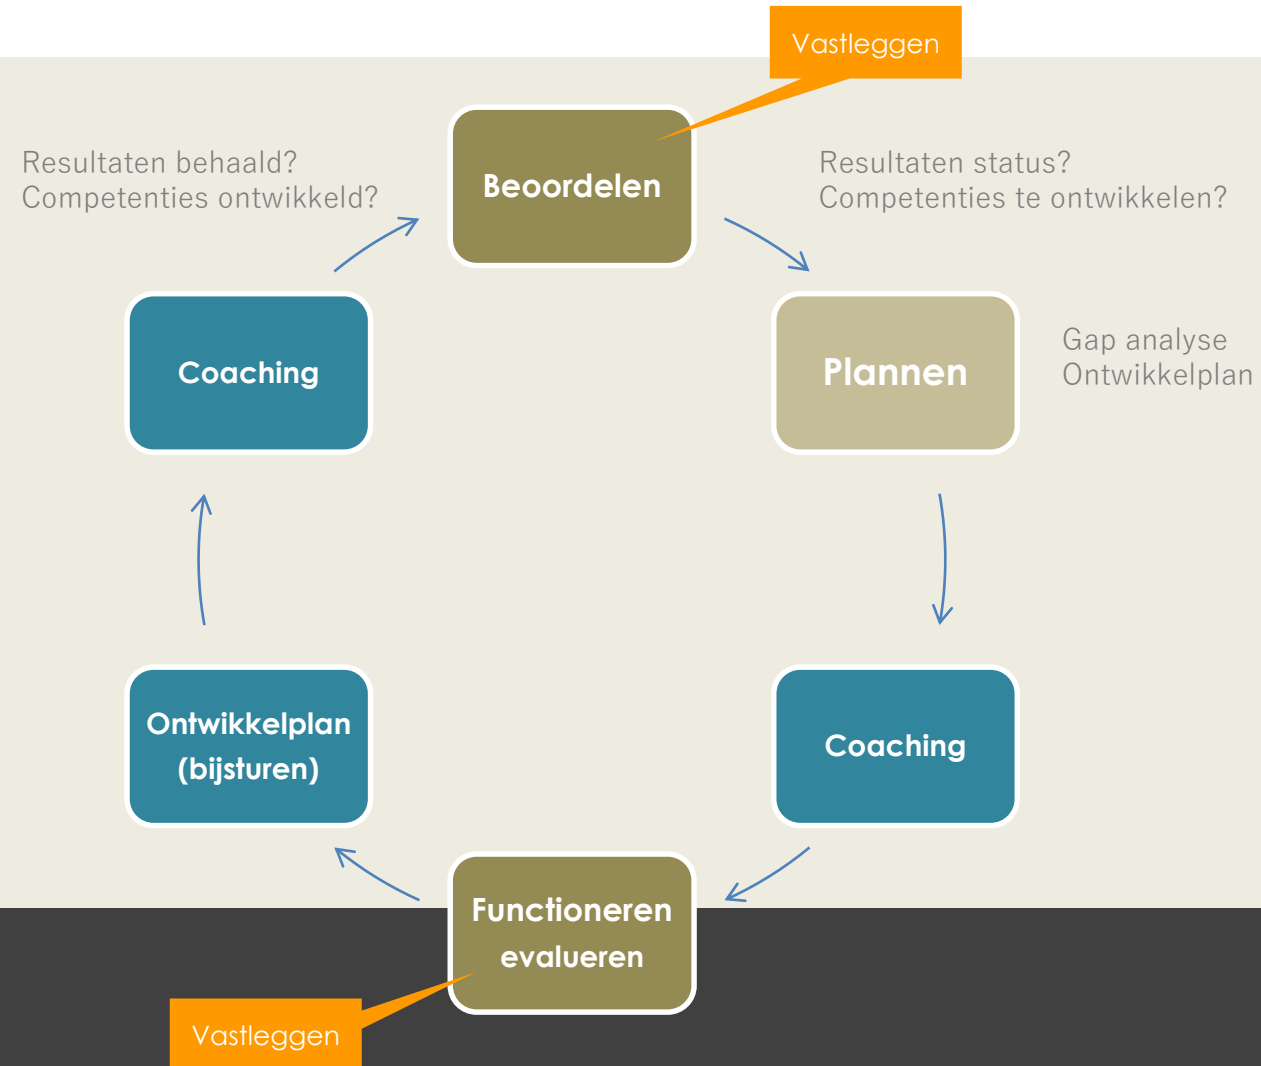 Vastleggen
Resultaten behaald?
Competenties ontwikkeld?
Beoordelen
Resultaten status?
Competenties te ontwikkelen?
Coaching
Plannen
Gap analyse
Ontwikkelplan
Ontwikkelplan
(bijsturen)
Coaching
Functioneren
evalueren
Vastleggen